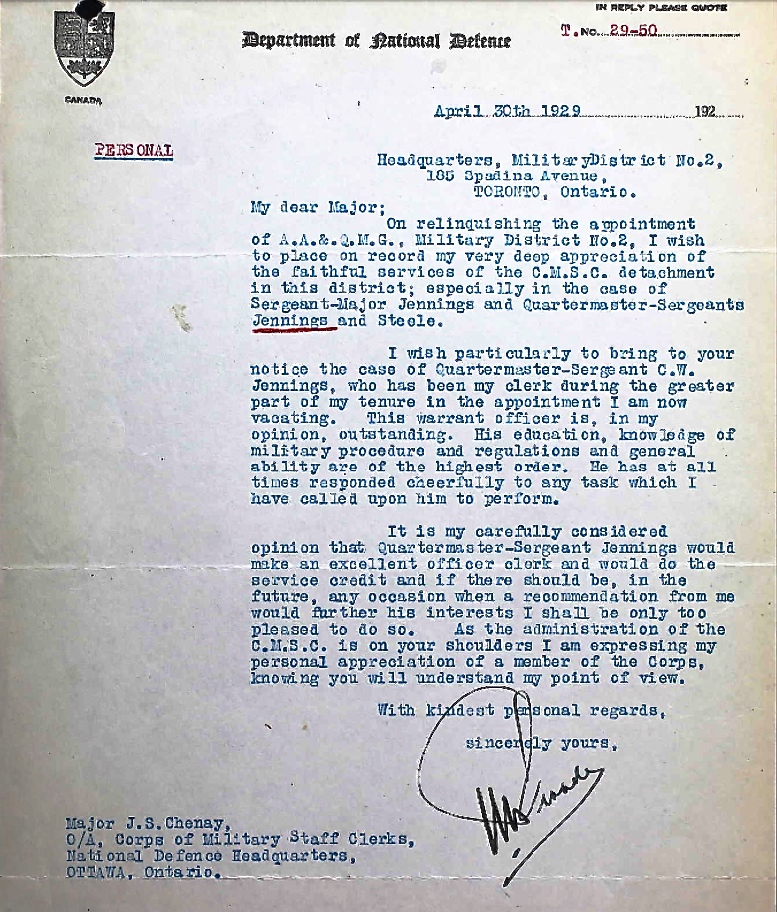 IN REPLY PLEASE QUOTE
T. No. 29-50
Department of National Defence
CANADA
April 30th 1929 192
PERSONAL
Headquarters, MilitaryDistrict No.2,
185 Spadina Avenue,
TORONTO, Ontario.
My dear Major;
On relinquishing the appointment
of A.A.&.Q.M.G., Military District No.2, I wish
to place on record my very deep appreciation of
the faithful services of the C.M.S.C. detachment
in this district; especially in the case of
Sergeant-Major Jennings and Quartermaster-Sergeants
Jennings and Steele.
I wish particularly to bring to your
notice the case of Quartermaster-Sergeant C.W.
Jennings, who has been my clerk during the greater
part of my tenure in the appointment I am now
vacating. This warrant officer is, in my
opinion, outstanding. His education, knowledge of
military procedure and regulations and general
ability are of the highest order. He has at all
times responded cheerfully to any task which I
have called upon him to perform.
It is my carefully considered
opinion that Quartermaster-Sergeant Jennings would
make an excellent officer clerk and would do the
service credit and if there should be, in the
future, any occasion when a recommendation from me
would further his interests I shall be only too
pleased to do so. As the administration of the
C.M.S.C. is on your shoulders I am expressing my
personal appreciation of a member of the Corps,
knowing you will understand my point of view.
With kindest personal regards,
sincerely yours,
Major J.S.Chenay,
O/A, Corps of Military Staff Clerks,
National Defence Headquarters,
OTTAWA, Ontario.